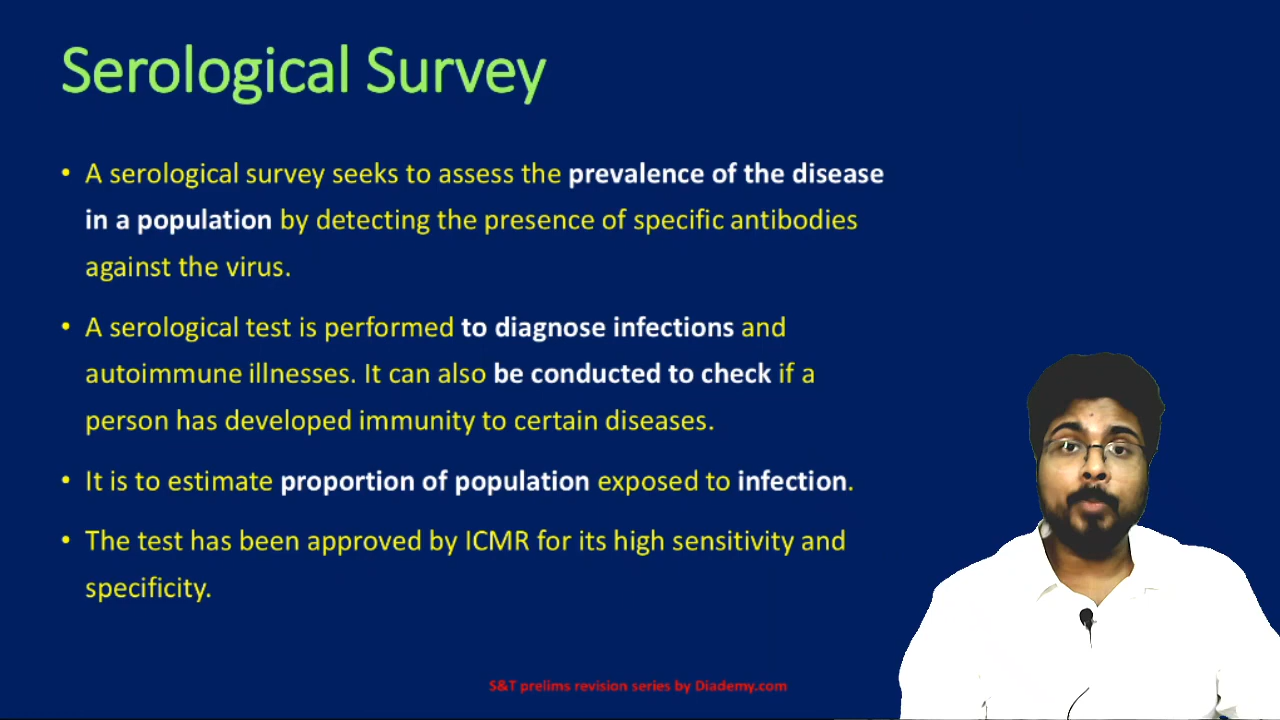 Serological Survey
• A serological survey seeks to assess the prevalence of the disease
in a population by detecting the presence of specific antibodies
against the virus.
• A serological test is performed to diagnose infections and
autoimmune illnesses. It can also be conducted to check if a
person has developed immunity to certain diseases.
• It is to estimate proportion of population exposed to infection.
• The test has been approved by ICMR for its high sensitivity and
specificity.
S&T prelims revision series by Diademy.com